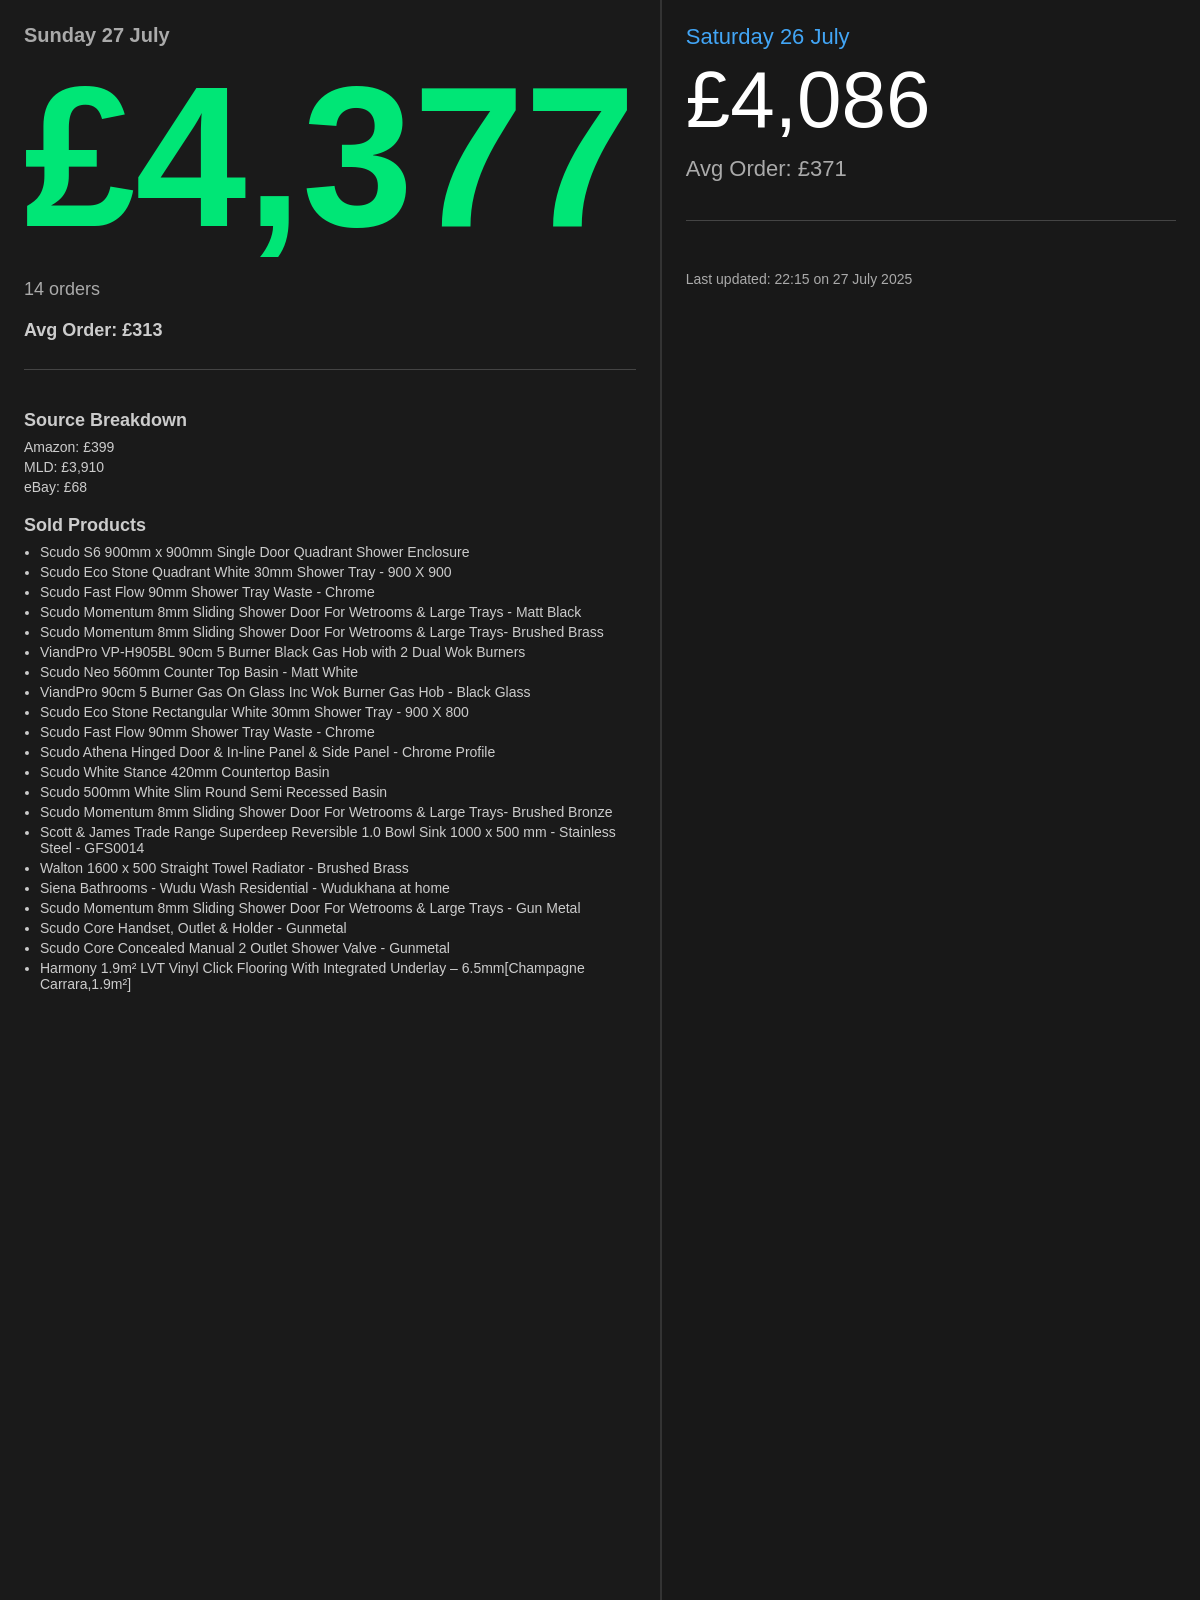 Sunday 27 July
£4,377
14 orders
Avg Order: £313
Source Breakdown
Amazon: £399
MLD: £3,910
eBay: £68
Sold Products
• Scudo S6 900mm x 900mm Single Door Quadrant Shower Enclosure
• Scudo Eco Stone Quadrant White 30mm Shower Tray - 900 X 900
• Scudo Fast Flow 90mm Shower Tray Waste - Chrome
• Scudo Momentum 8mm Sliding Shower Door For Wetrooms & Large Trays - Matt Black
• Scudo Momentum 8mm Sliding Shower Door For Wetrooms & Large Trays- Brushed Brass
• ViandPro VP-H905BL 90cm 5 Burner Black Gas Hob with 2 Dual Wok Burners
• Scudo Neo 560mm Counter Top Basin - Matt White
• ViandPro 90cm 5 Burner Gas On Glass Inc Wok Burner Gas Hob - Black Glass
• Scudo Eco Stone Rectangular White 30mm Shower Tray - 900 X 800
• Scudo Fast Flow 90mm Shower Tray Waste - Chrome
• Scudo Athena Hinged Door & In-line Panel & Side Panel - Chrome Profile
• Scudo White Stance 420mm Countertop Basin
• Scudo 500mm White Slim Round Semi Recessed Basin
• Scudo Momentum 8mm Sliding Shower Door For Wetrooms & Large Trays- Brushed Bronze
• Scott & James Trade Range Superdeep Reversible 1.0 Bowl Sink 1000 x 500 mm - Stainless
Steel - GFS0014
• Walton 1600 x 500 Straight Towel Radiator - Brushed Brass
• Siena Bathrooms - Wudu Wash Residential - Wudukhana at home
• Scudo Momentum 8mm Sliding Shower Door For Wetrooms & Large Trays - Gun Metal
• Scudo Core Handset, Outlet & Holder - Gunmetal
• Scudo Core Concealed Manual 2 Outlet Shower Valve - Gunmetal
• Harmony 1.9m² LVT Vinyl Click Flooring With Integrated Underlay – 6.5mm[Champagne
Carrara,1.9m²]
Saturday 26 July
£4,086
Avg Order: £371
Last updated: 22:15 on 27 July 2025